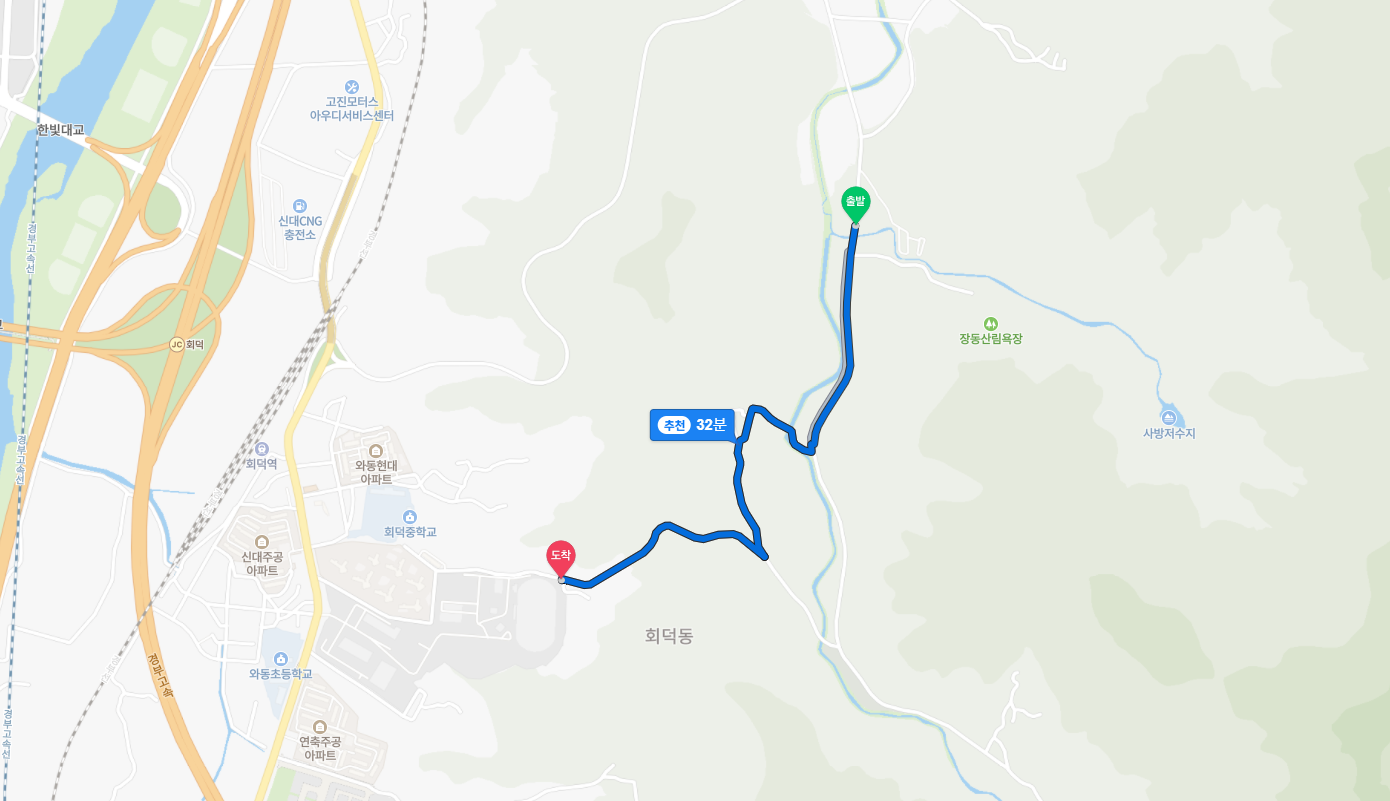 고진모터스
아우디서비스센터
한빛대교
출발
신대CNG
충전소
경부고속선
JC 회덕
장동산림욕장
추천 32분
사방저수지
회덕역
와동현대
아파트
경부고속선
회덕중학교
신대주공
아파트
도착
회덕동
와동초등학교
경부고속
경부고속선
연축주공
아파트